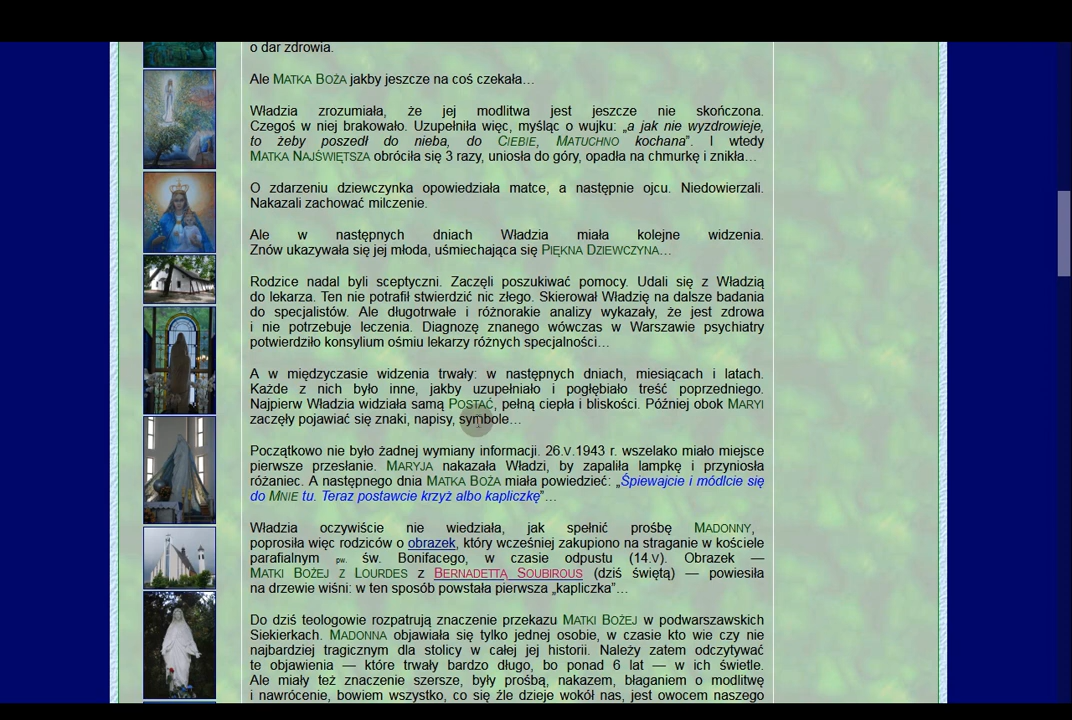 o dar zdrowia.
Ale MATKA BOŻA jakby jeszcze na coś czekała…
Władzia zrozumiała, że jej modlitwa jest jeszcze nie skończona.
Czegoś w niej brakowało. Uzupełniła więc, myśląc o wujku: „a jak nie wyzdrowieje,
to żeby poszedł do nieba, do CIEBIE, MATUCHNO kochana”. I wtedy
MATKA NAJŚWIĘTSZA obróciła się 3 razy, uniosła do góry, opadła na chmurkę i znikła…
O zdarzeniu dziewczynka opowiedziała matce, a następnie ojcu. Niedowierzali.
Nakazali zachować milczenie.
Ale w następnych dniach Władzia miała kolejne widzenia.
Znów ukazywała się jej młoda, uśmiechająca się PIĘKNA DZIEWCZYNA…
Rodzice nadal byli sceptyczni. Zaczęli poszukiwać pomocy. Udali się z Władzią
do lekarza. Ten nie potrafił stwierdzić nic złego. Skierował Władzię na dalsze badania
do specjalistów. Ale długotrwałe i różnorakie analizy wykazały, że jest zdrowa
i nie potrzebuje leczenia. Diagnozę znanego wówczas w Warszawie psychiatry
potwierdziło konsylium ośmiu lekarzy różnych specjalności…
A w międzyczasie widzenia trwały: w następnych dniach, miesiącach i latach.
Każde z nich było inne, jakby uzupełniało i pogłębiało treść poprzedniego.
Najpierw Władzia widziała samą POSTAĆ, pełną ciepła i bliskości. Później obok MARYI
zaczęły pojawiać się znaki, napisy, symbole…
Początkowo nie było żadnej wymiany informacji. 26.V.1943 r. wszelako miało miejsce
pierwsze przesłanie. MARYJA nakazała Władzi, by zapaliła lampkę i przyniosła
różaniec. A następnego dnia MATKA BOŻA miała powiedzieć: „Śpiewajcie i módlcie się
do MNIE tu. Teraz postawcie krzyż albo kapliczkę”…
Władzia oczywiście nie wiedziała, jak spełnić prośbę MADONNY,
poprosiła więc rodziców o obrazek, który wcześniej zakupiono na straganie w kościele
parafialnym pw. św. Bonifacego, w czasie odpustu (14.V). Obrazek —
MATKI BOŻEJ Z LOURDES z BERNADETTĄ SOUBIROUS (dziś świętą) — powiesiła
na drzewie wiśni: w ten sposób powstała pierwsza „kapliczka”…
Do dziś teologowie rozpatrują znaczenie przekazu MATKI BOŻEJ w podwarszawskich
Siekierkach. MADONNA objawiała się tylko jednej osobie, w czasie kto wie czy nie
najbardziej tragicznym dla stolicy w całej jej historii. Należy zatem odczytywać
te objawienia — które trwały bardzo długo, bo ponad 6 lat — w ich świetle.
Ale miały też znaczenie szersze, były prośbą, nakazem, błaganiem o modlitwę
i nawrócenie, bowiem wszystko, co się źle dzieje wokół nas, jest owocem naszego